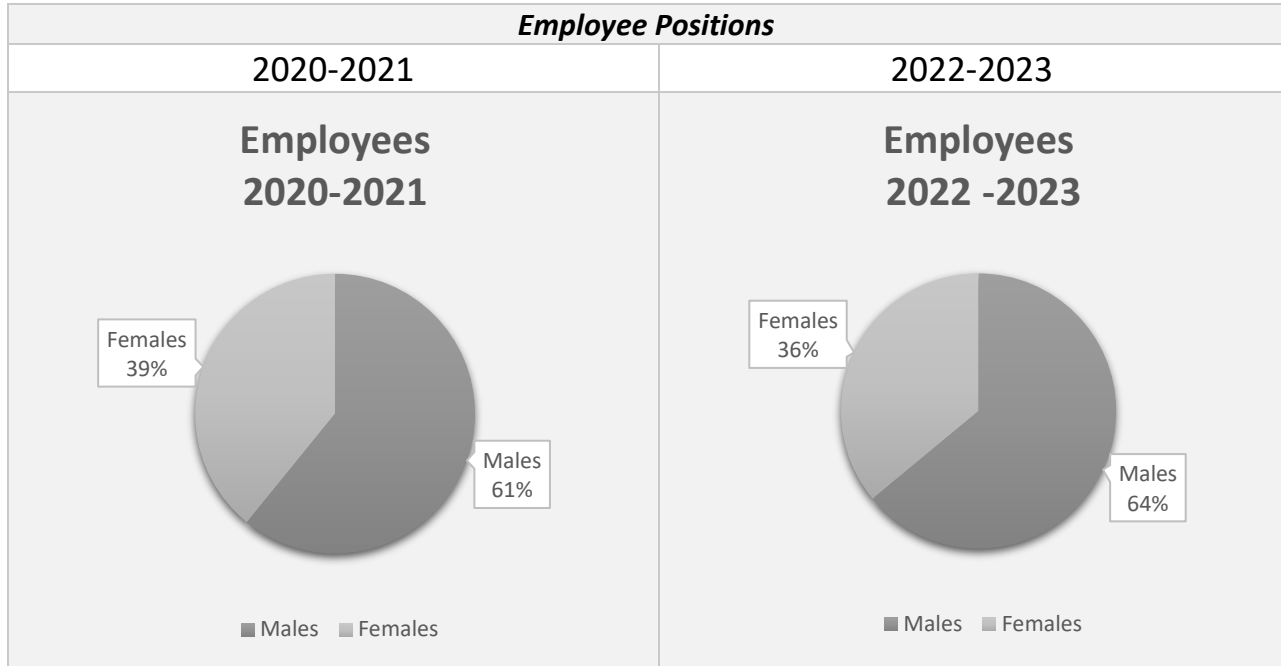 Employee Positions
2020-2021
2022-2023
Employees
2020-2021
Females
39%
Males
61%
Males Females
Employees
2022 -2023
Females
36%
Males
64%
Males Females